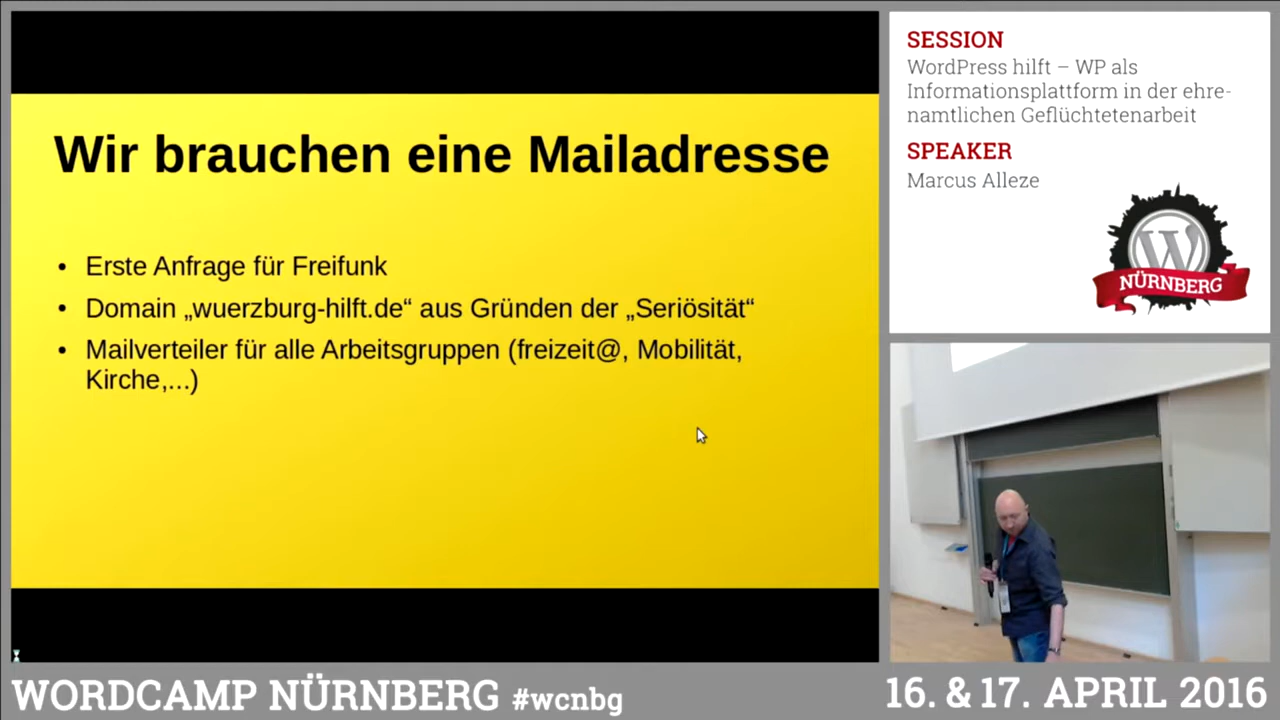 Wir brauchen eine Mailadresse
• Erste Anfrage für Freifunk
• Domain „wuerzburg-hilft.de“ aus Gründen der „Seriösität“
• Mailverteiler für alle Arbeitsgruppen (freizeit@, Mobilität,
Kirche,...)
SESSION
WordPress hilft – WP als
Informationsplattform in der ehre-
namtlichen Geflüchtetenarbeit
SPEAKER
Marcus Alleze
W
NÜRNBERG
WORDCAMP NÜRNBERG #wcnbg
16. & 17. APRIL 2016